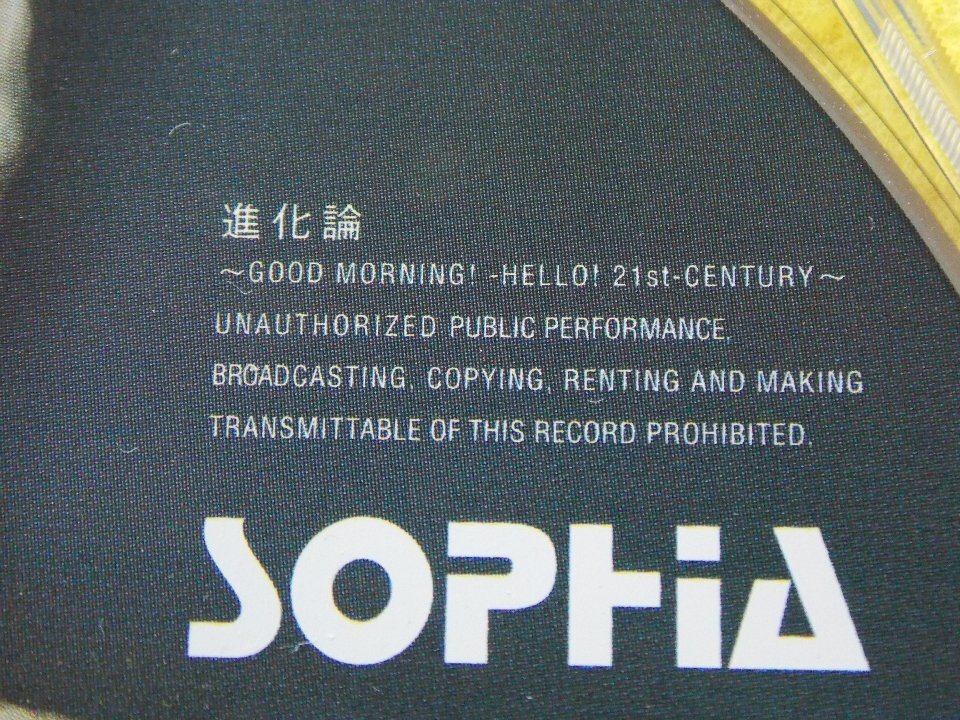 進化論
～GOOD MORNING! -HELLO! 21st-CENTURY～
UNAUTHORIZED PUBLIC PERFORMANCE,
BROADCASTING, COPYING, RENTING AND MAKING
TRANSMITTABLE OF THIS RECORD PROHIBITED.
SOPHiA